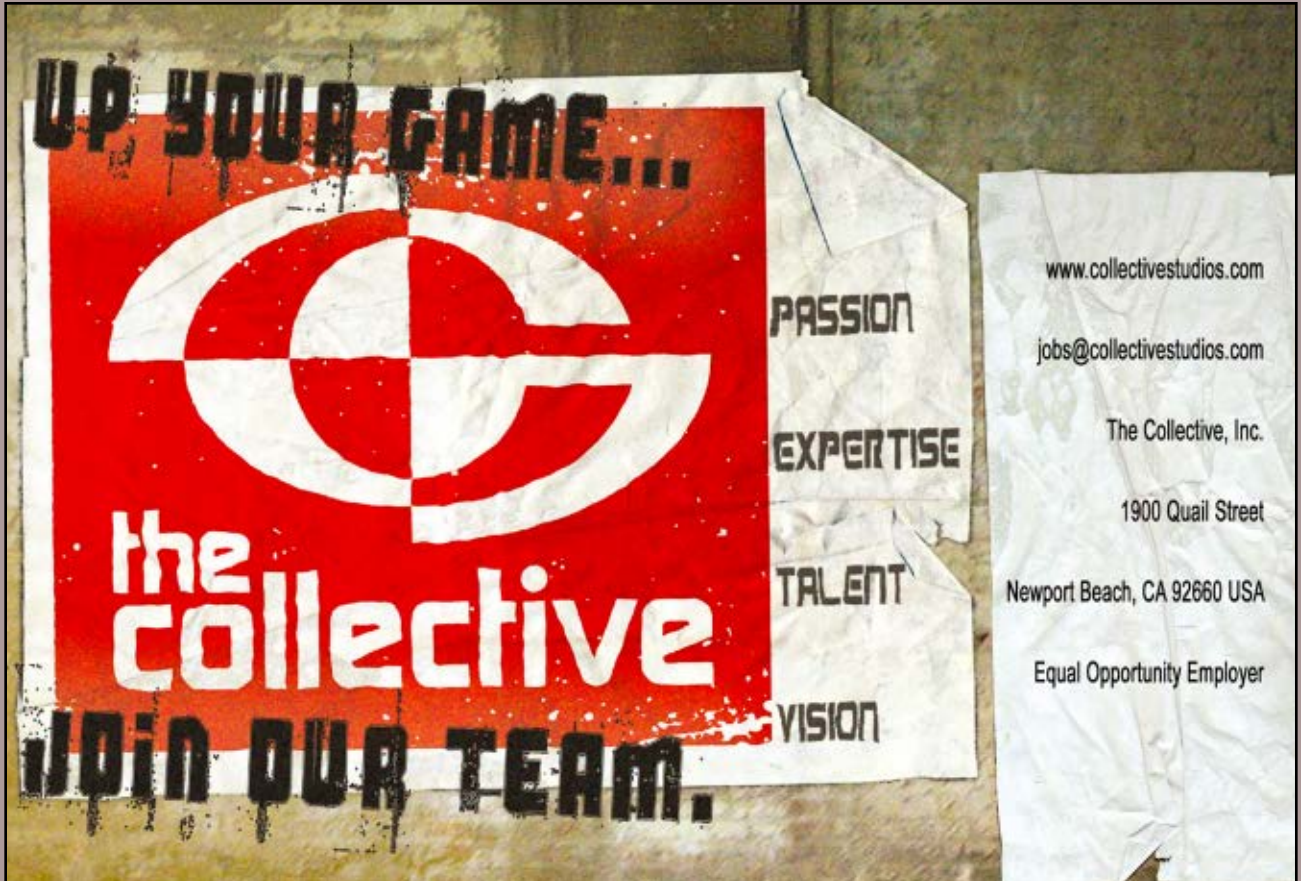 UP YOUR GAME...
the
collective
JOIN OUR TEAM.
PASSION
EXPERTISE
TALENT
VISION
www.collectivestudios.com
jobs@collectivestudios.com
The Collective, Inc.
1900 Quail Street
Newport Beach, CA 92660 USA
Equal Opportunity Employer